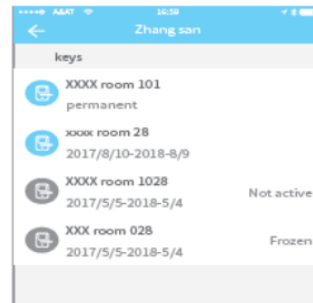 A&AT 16:59
Zhang san
keys
XXXX room 101
permanent
xxxx room 28
2017/8/10-2018-8/9
XXXX room 1028
2017/5/5-2018-5/4
Not active
XXX room 028
2017/5/5-2018-5/4
Frozen